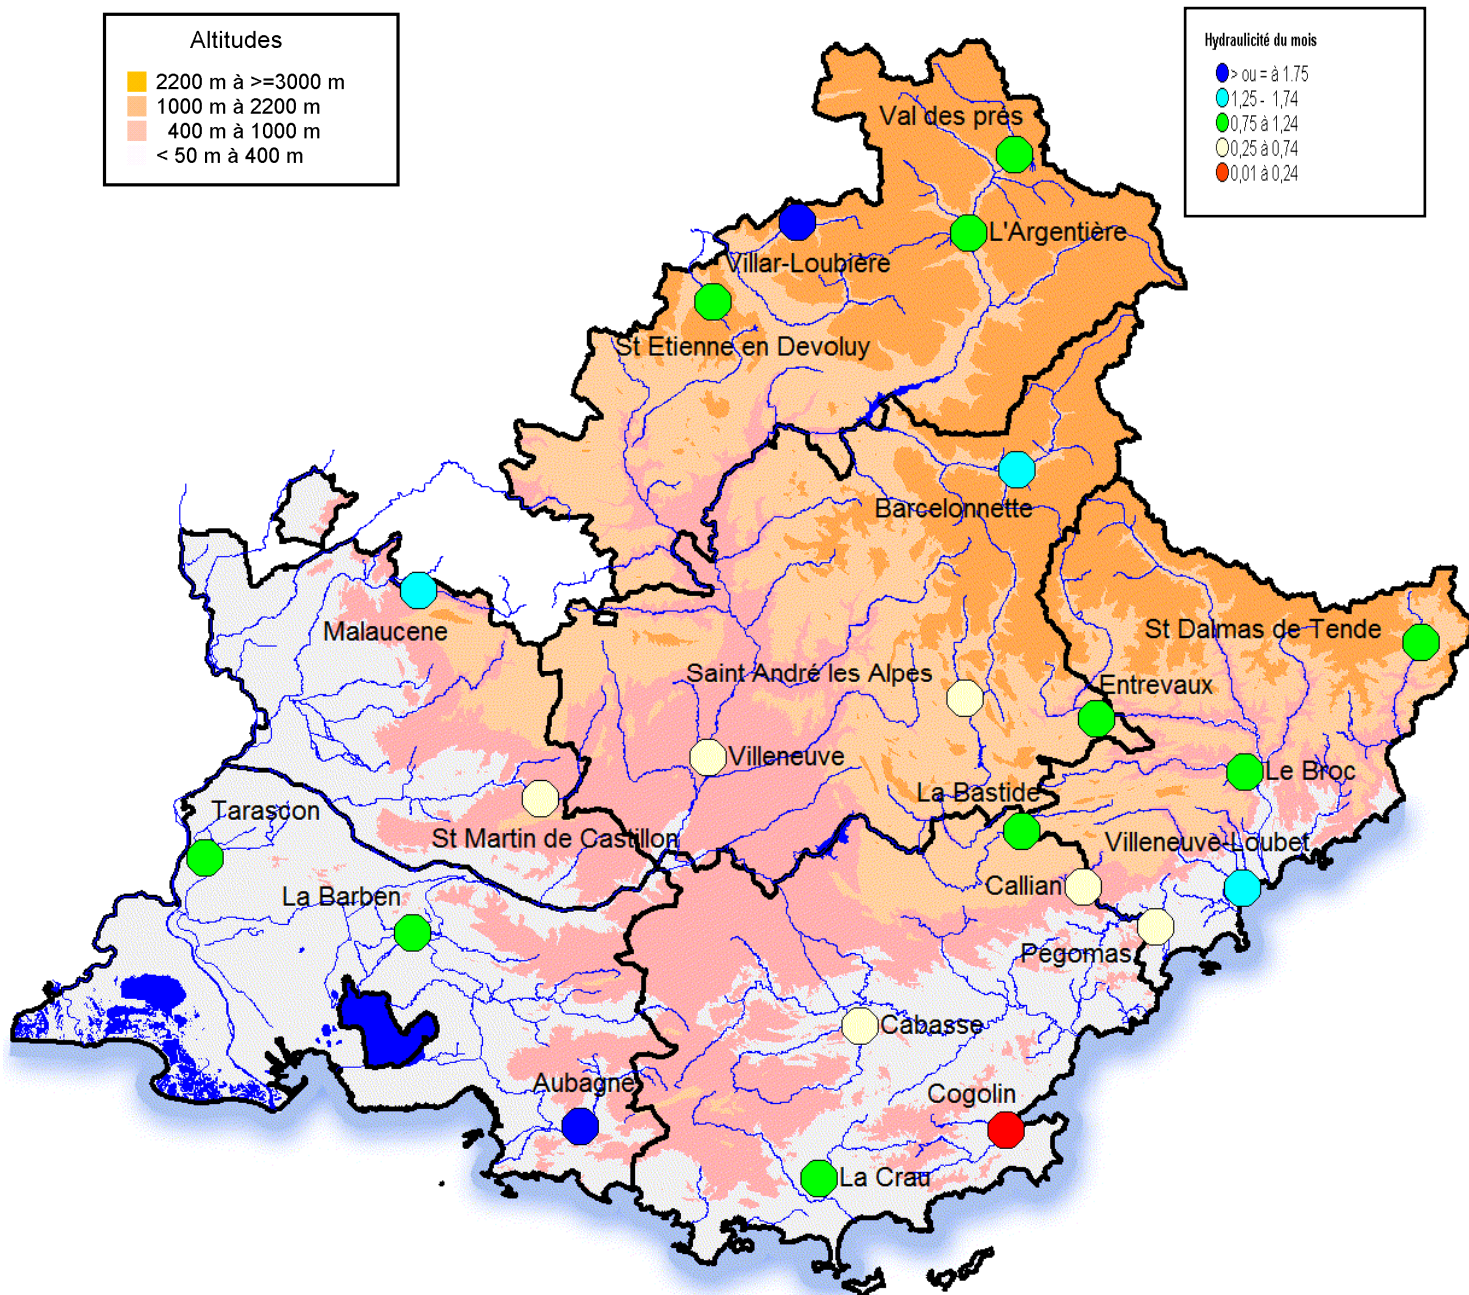 Altitudes
2200 m à >=3000 m
1000 m à 2200 m
400 m à 1000 m
< 50 m à 400 m
Hydraulicité du mois
> ou = à 1.75
1,25 - 1,74
0,75 à 1,24
0,25 à 0,74
0,01 à 0,24
Val des prés
L'Argentière
Villar-Loubière
St Etienne en Devoluy
Barcelonnette
Malaucene
St Dalmas de Tende
Saint André les Alpes
Entrevaux
Villeneuve
Le Broc
La Bastide
Tarascon
St Martin de Castillon
Villeneuve-Loubet
Callian
La Barben
Pegomas
Cabasse
Aubagne
Cogolin
La Crau